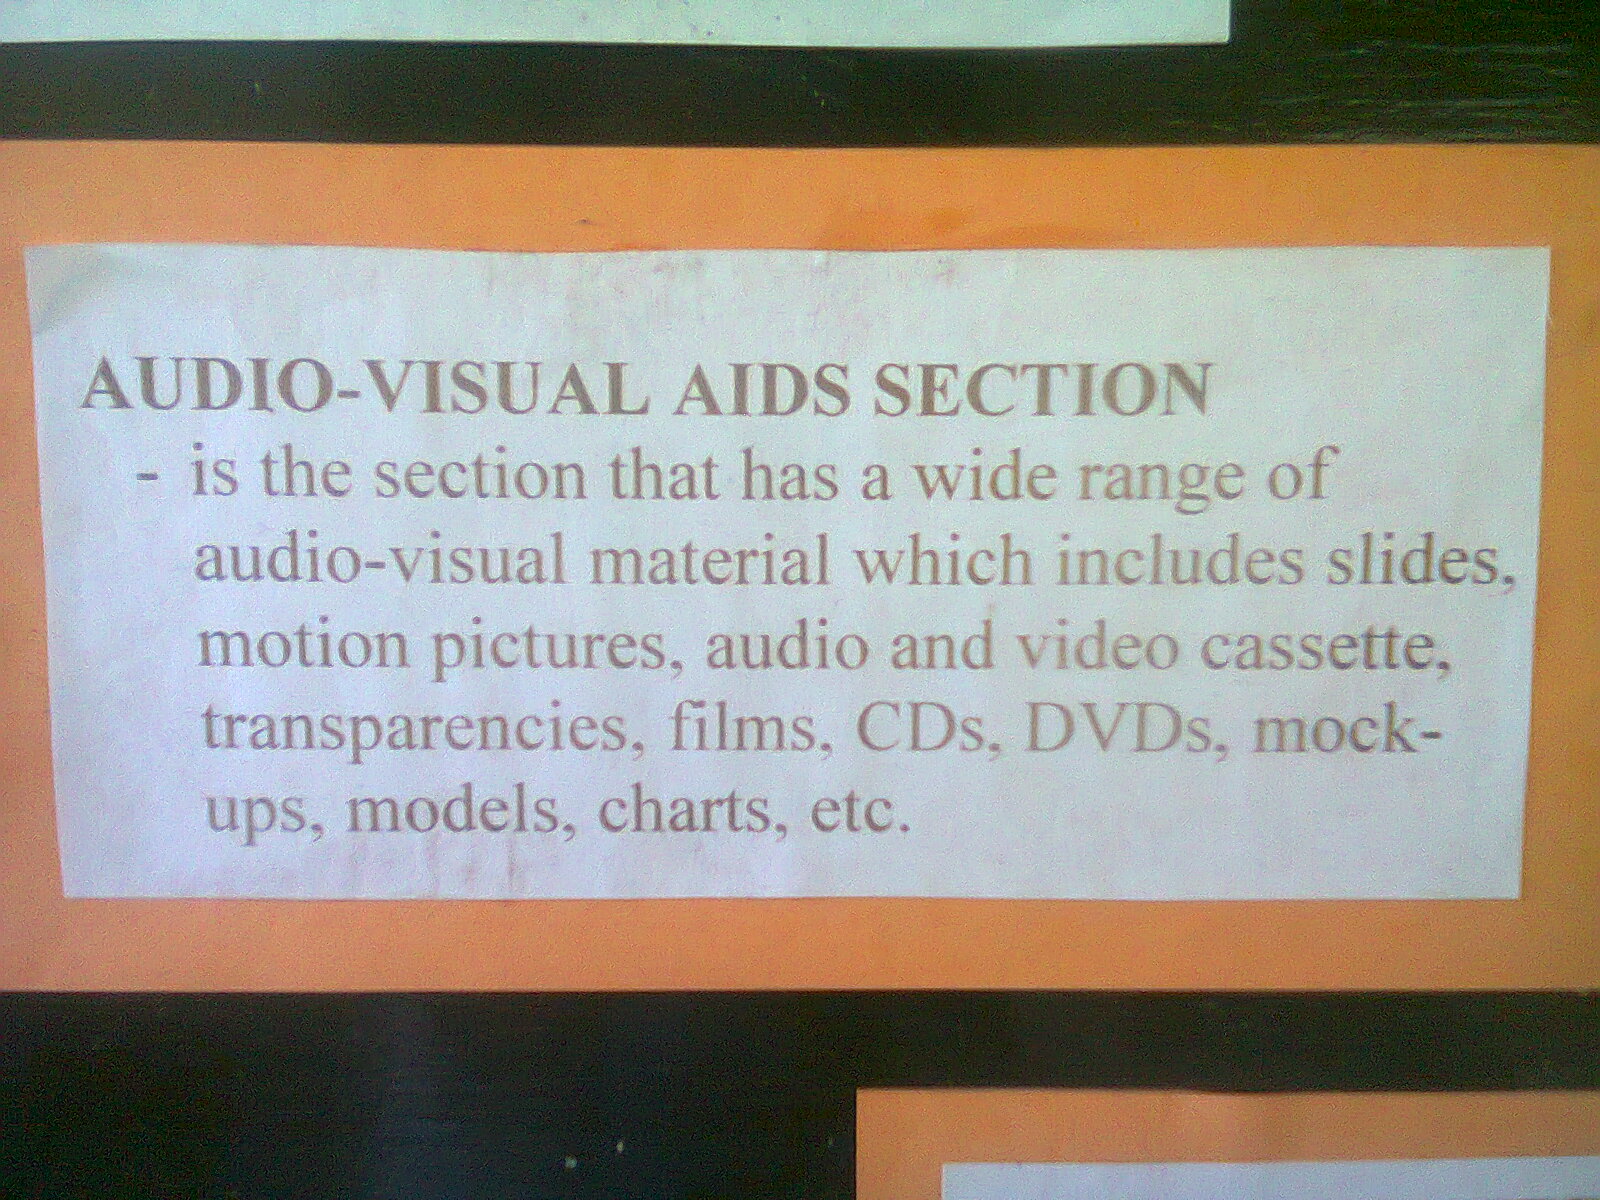 AUDIO-VISUAL AIDS SECTION
- is the section that has a wide range of
audio-visual material which includes slides,
motion pictures, audio and video cassette,
transparencies, films, CDs, DVDs, mock-
ups, models, charts, etc.